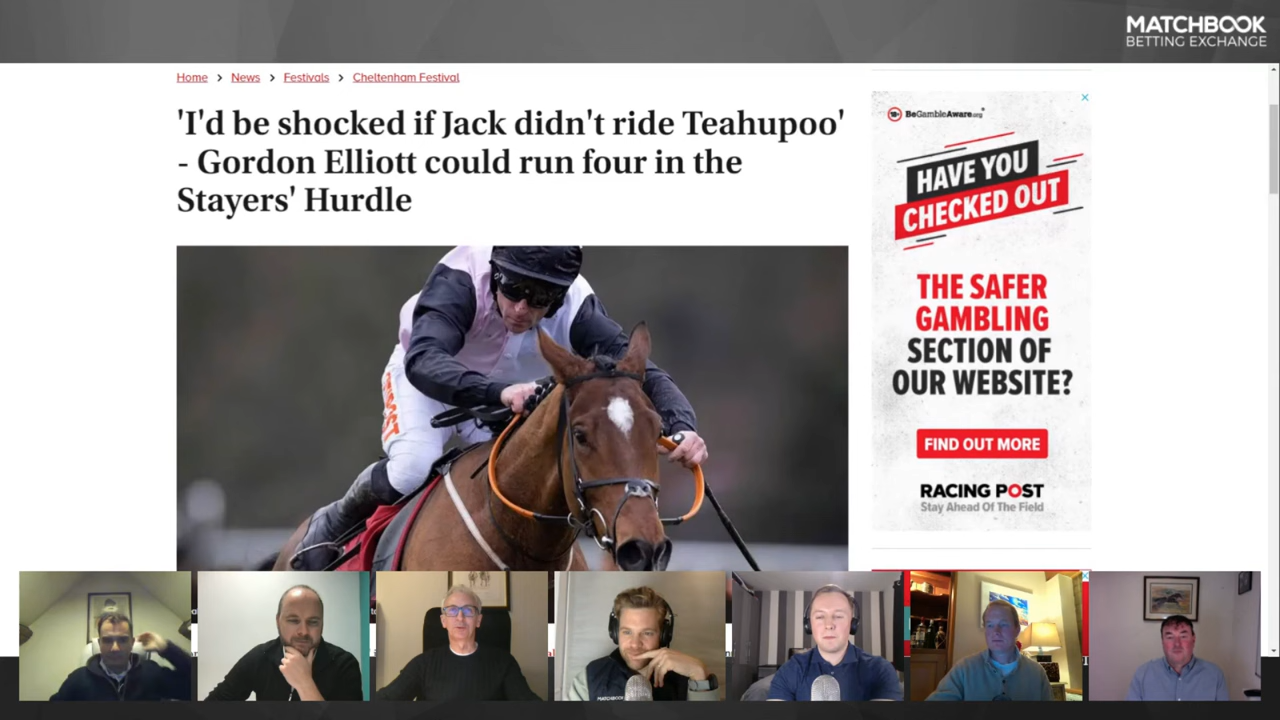 MATCHBOOK
BETTING EXCHANGE
Home > News > Festivals > Cheltenham Festival
'I'd be shocked if Jack didn't ride Teahupoo'
- Gordon Elliott could run four in the
Stayers' Hurdle
18+ BeGambleAware.org
HAVE YOU
CHECKED OUT
THE SAFER
GAMBLING
SECTION OF
OUR WEBSITE?
FIND OUT MORE
RACING POST
Stay Ahead Of The Field
MATCHBOOK